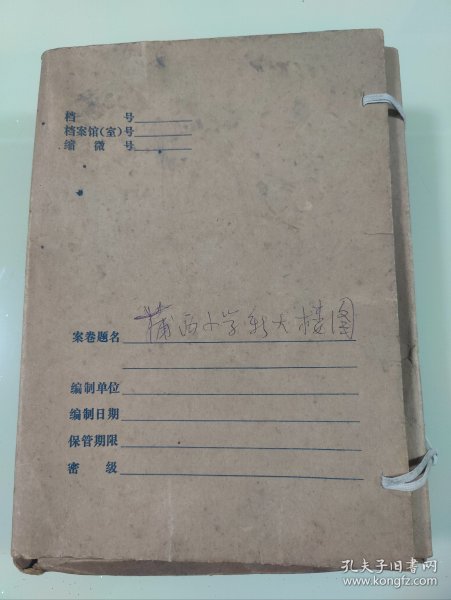 档 号
档案馆(室)号
缩 微 号
案卷题名 蒲西小学新大楼图
编制单位
编制日期
保管期限
密 级
孔夫子旧书网
www.kongfz.com